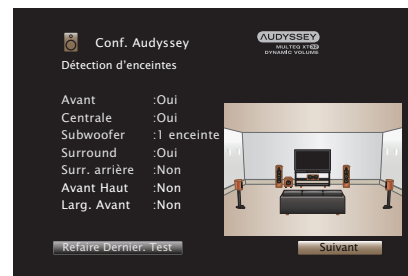 Conf. Audyssey
AUDYSSEY
MULTEQ XT32
DYNAMIC VOLUME
Détection d'enceintes
Avant :Oui
Centrale :Oui
Subwoofer :1 enceinte
Surround :Oui
Surr. arrière :Non
Avant Haut :Non
Larg. Avant :Non
Refaire Dernier. Test
Suivant